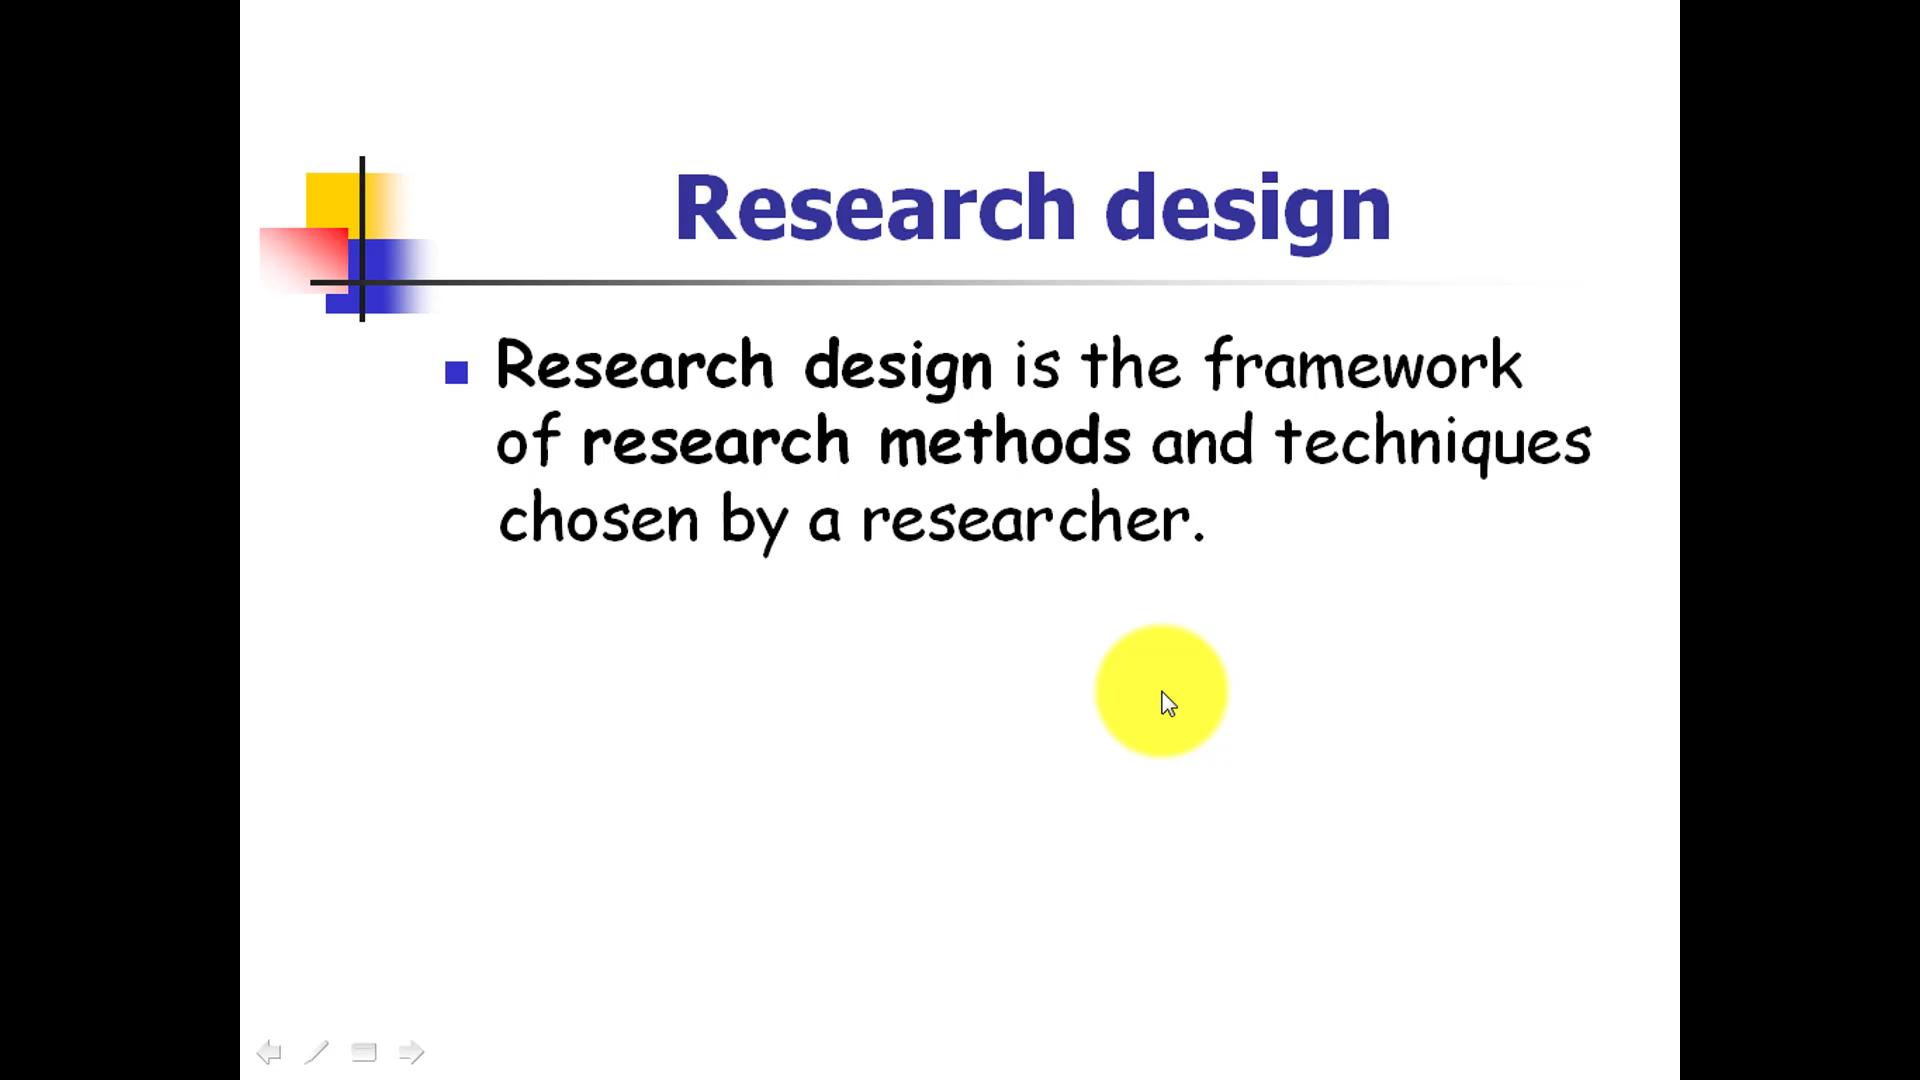 Research design
Research design is the framework
of research methods and techniques
chosen by a researcher.